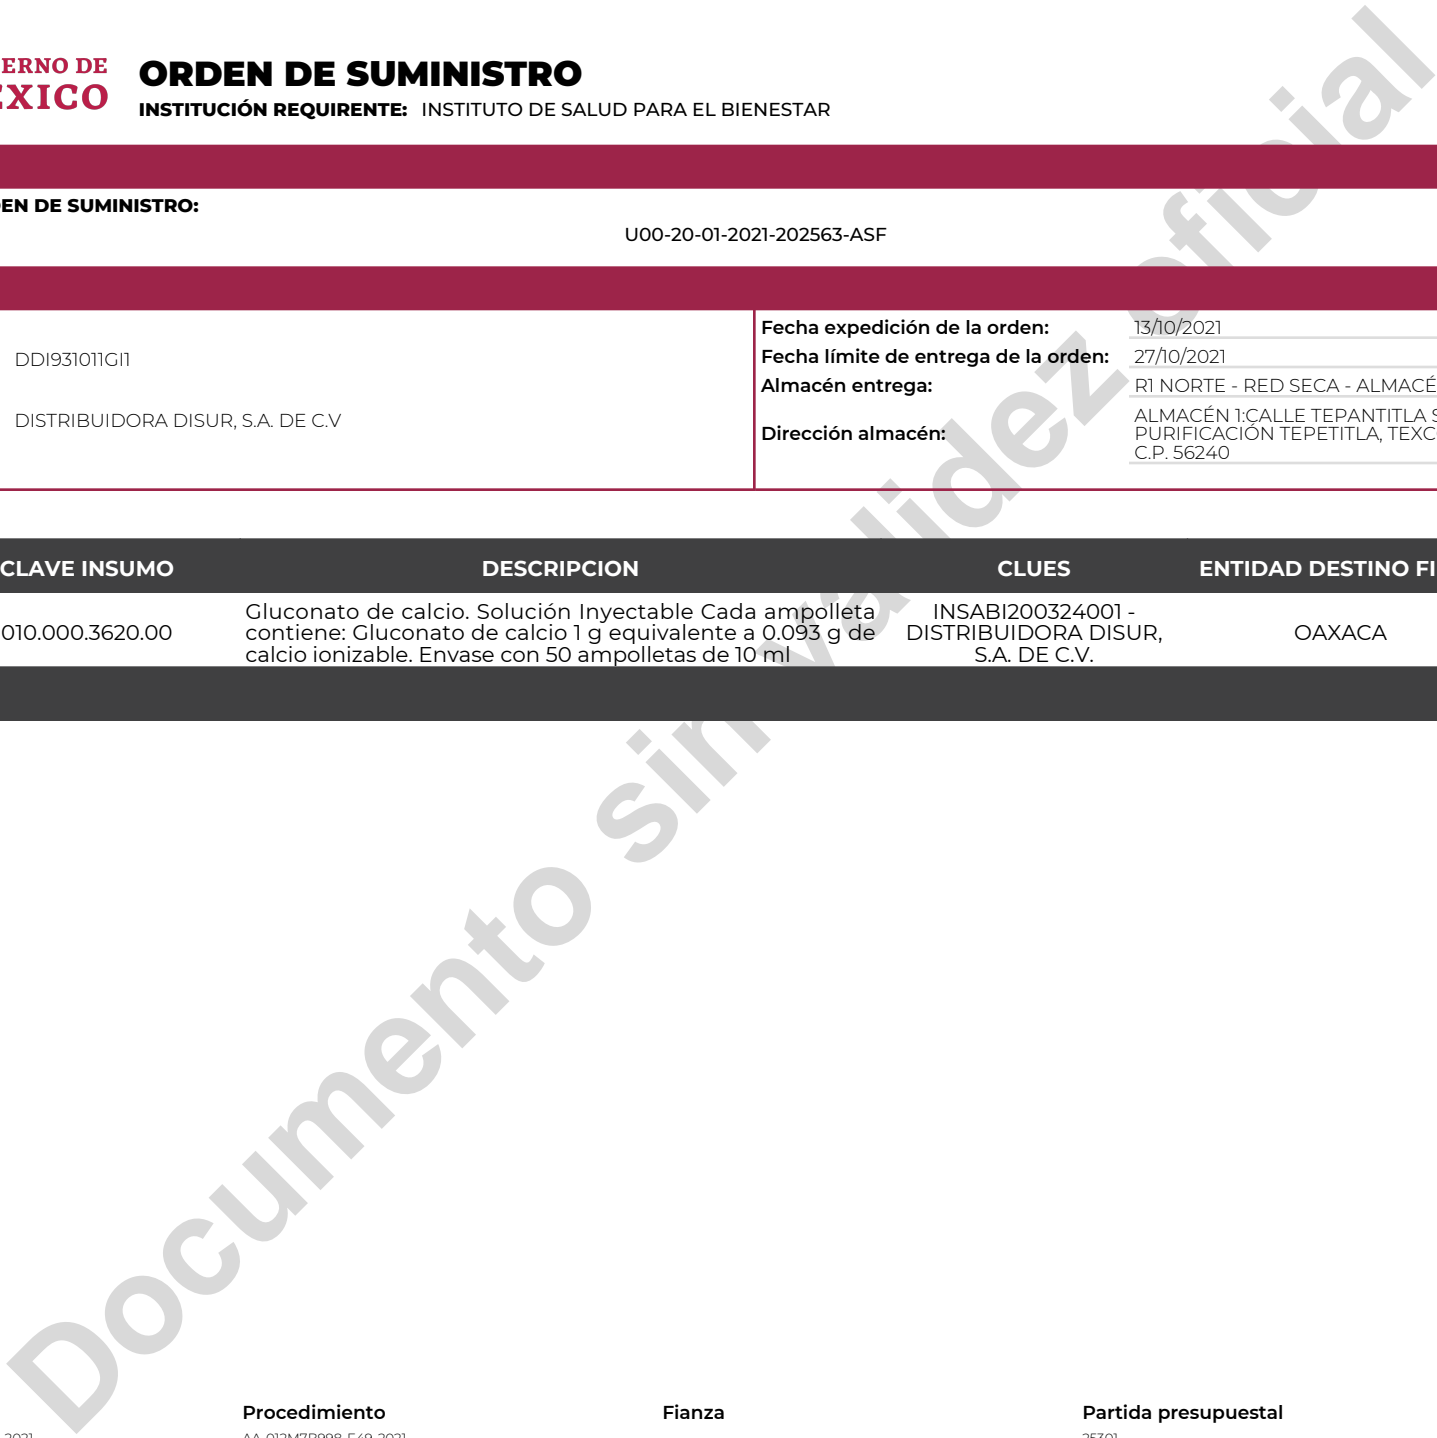 ERNO DE
ÉXICO
ORDEN DE SUMINISTRO
INSTITUCIÓN REQUIRENTE: INSTITUTO DE SALUD PARA EL BIENESTAR
EN DE SUMINISTRO:
U00-20-01-2021-202563-ASF
DDI931011GI1
DISTRIBUIDORA DISUR, S.A. DE C.V
Fecha expedición de la orden: 13/10/2021
Fecha límite de entrega de la orden: 27/10/2021
Almacén entrega: R1 NORTE - RED SECA - ALMACÉ
Dirección almacén:
ALMACÉN 1:CALLE TEPANTITLA S
PURIFICACIÓN TEPETITLA, TEXC
C.P. 56240
CLAVE INSUMO DESCRIPCION CLUES ENTIDAD DESTINO FI
010.000.3620.00
Gluconato de calcio. Solución Inyectable Cada ampolleta
contiene: Gluconato de calcio 1 g equivalente a 0.093 g de
calcio ionizable. Envase con 50 ampolletas de 10 ml
INSABI200324001 -
DISTRIBUIDORA DISUR,
S.A. DE C.V.
OAXACA
Documento sin validez oficial
Procedimiento Fianza Partida presupuestal